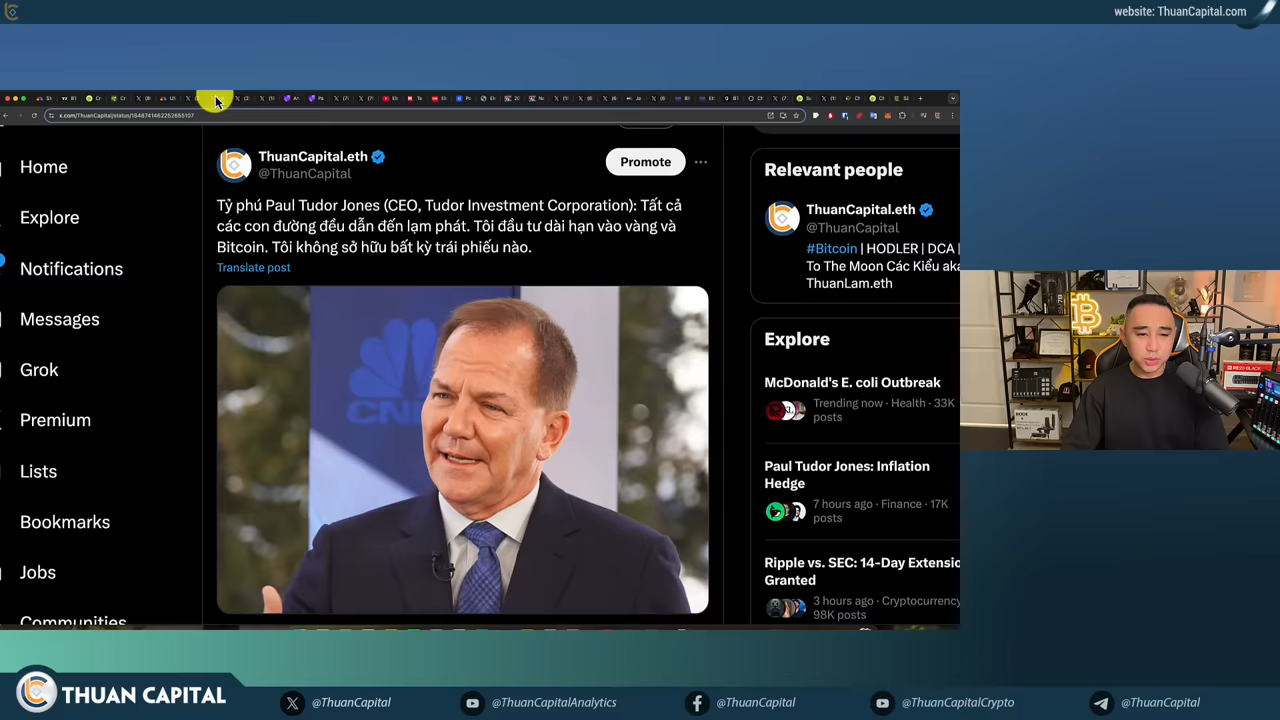 website: ThuanCapital.com
x.com/ThuanCapital/status/1848741462252655107
Home
Explore
Notifications
Messages
Grok
Premium
Lists
Bookmarks
Jobs
Communities
ThuanCapital.eth
@ThuanCapital
Promote
Tỷ phú Paul Tudor Jones (CEO, Tudor Investment Corporation): Tất cả
các con đường đều dẫn đến lạm phát. Tôi đầu tư dài hạn vào vàng và
Bitcoin. Tôi không sở hữu bất kỳ trái phiếu nào.
Translate post
CN
Relevant people
ThuanCapital.eth
@ThuanCapital
#Bitcoin | HODLER | DCA |
To The Moon Các Kiểu aka
ThuanLam.eth
Explore
McDonald's E. coli Outbreak
Trending now · Health · 33K
posts
Paul Tudor Jones: Inflation
Hedge
7 hours ago · Finance · 17K
posts
Ripple vs. SEC: 14-Day Extensio
Granted
3 hours ago · Cryptocurrency
98K posts
THUAN CAPITAL
@ThuanCapital
@ThuanCapitalAnalytics
@ThuanCapital
@ThuanCapitalCrypto
@ThuanCapital